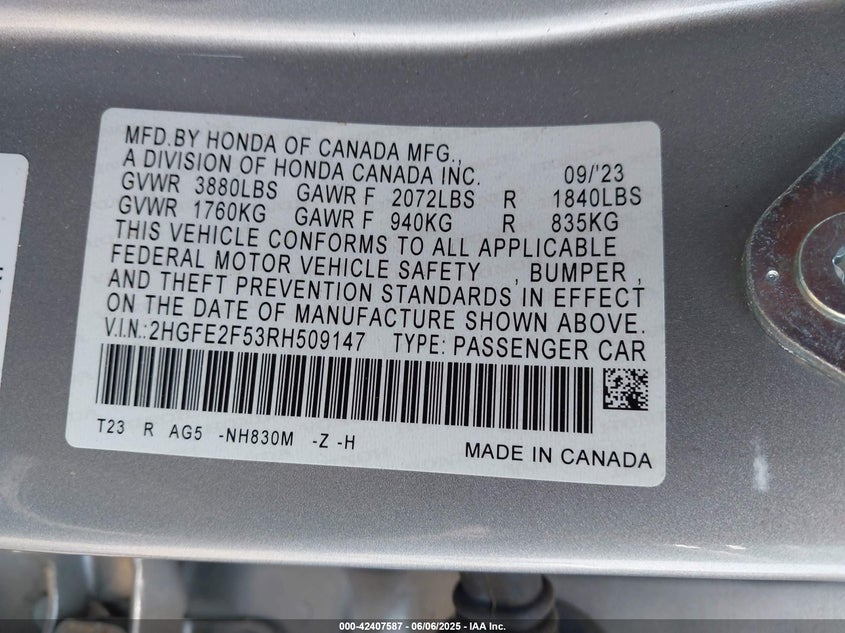 MFD.BY HONDA OF CANADA MFG.,
A DIVISION OF HONDA CANADA INC. 09/'23
GVWR 3880LBS GAWR F 2072LBS R 1840LBS
GVWR 1760KG GAWR F 940KG R 835KG
THIS VEHICLE CONFORMS TO ALL APPLICABLE
FEDERAL MOTOR VEHICLE SAFETY , BUMPER ,
AND THEFT PREVENTION STANDARDS IN EFFECT
ON THE DATE OF MANUFACTURE SHOWN ABOVE.
V.I.N.:2HGFE2F53RH509147 TYPE: PASSENGER CAR
T23 R AG5 -NH830M -Z -H
MADE IN CANADA
000-42407587 - 06/06/2025 - IAA Inc.